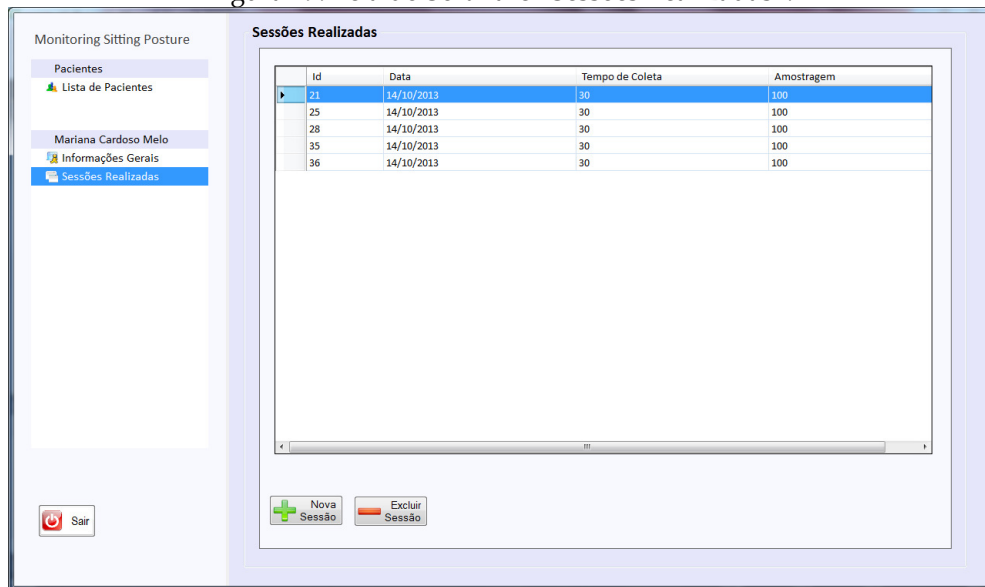 Monitoring Sitting Posture
Pacientes
Lista de Pacientes
Mariana Cardoso Melo
Informações Gerais
Sessões Realizadas
Sair
Sessões Realizadas
Id Data Tempo de Coleta Amostragem
21 14/10/2013 30 100
25 14/10/2013 30 100
28 14/10/2013 30 100
35 14/10/2013 30 100
36 14/10/2013 30 100
Nova
Sessão
Excluir
Sessão